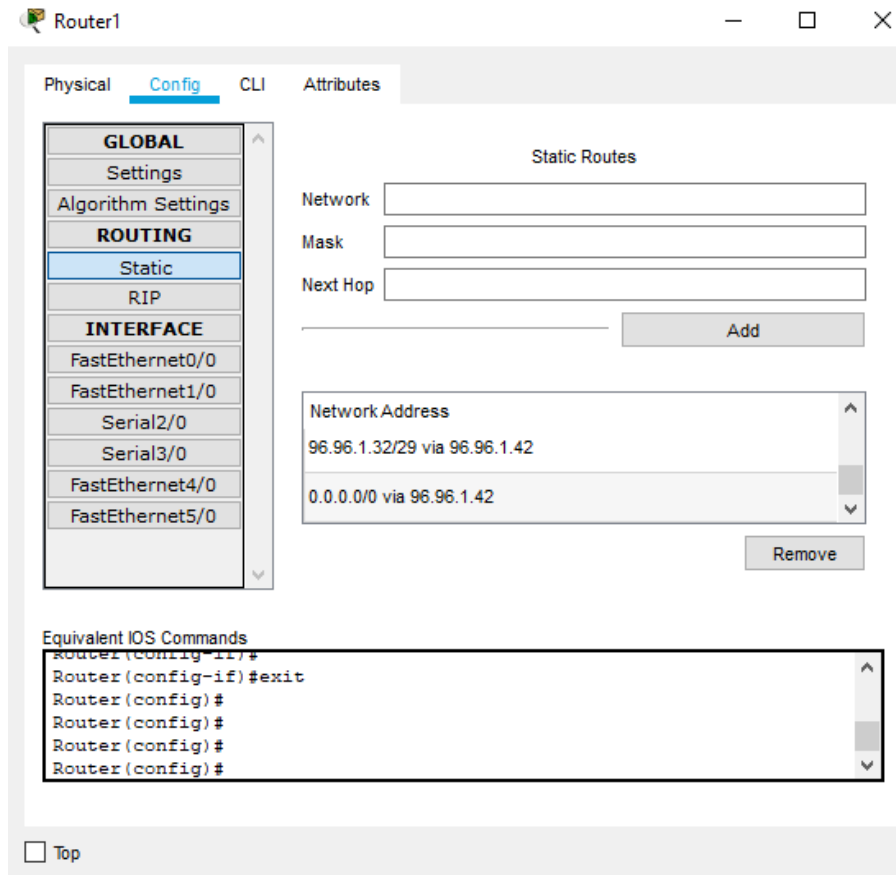 Router1
Physical Config CLI Attributes
GLOBAL
Settings
Algorithm Settings
ROUTING
Static
RIP
INTERFACE
FastEthernet0/0
FastEthernet1/0
Serial2/0
Serial3/0
FastEthernet4/0
FastEthernet5/0
Static Routes
Network
Mask
Next Hop
Add
Network Address
96.96.1.32/29 via 96.96.1.42
0.0.0.0/0 via 96.96.1.42
Remove
Equivalent IOS Commands
Router(config-if)#
Router(config-if)#exit
Router(config)#
Router(config)#
Router(config)#
Router(config)#
Top